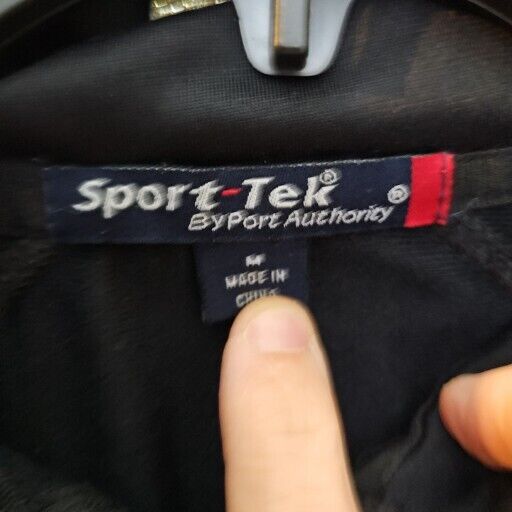 Sport-Tek®
By Port Authority®
M
MADE IN
CHINA